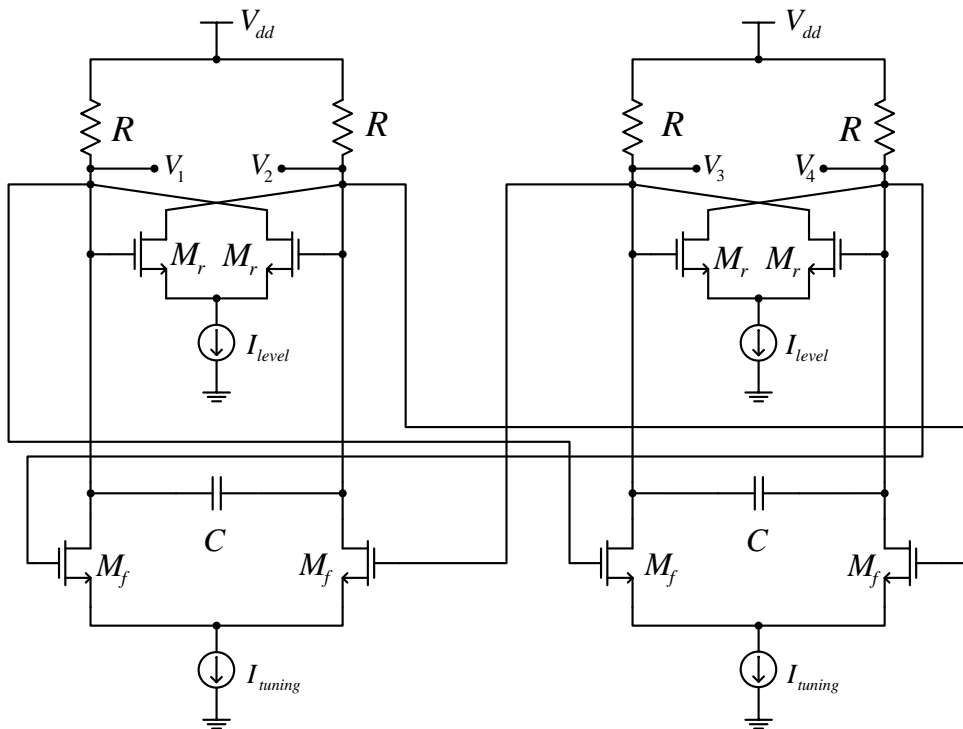 V_dd V_dd
R R R R
V_1 V_2 V_3 V_4
M_r M_r M_r M_r
I_level I_level
C C
M_f M_f M_f M_f
I_tuning I_tuning